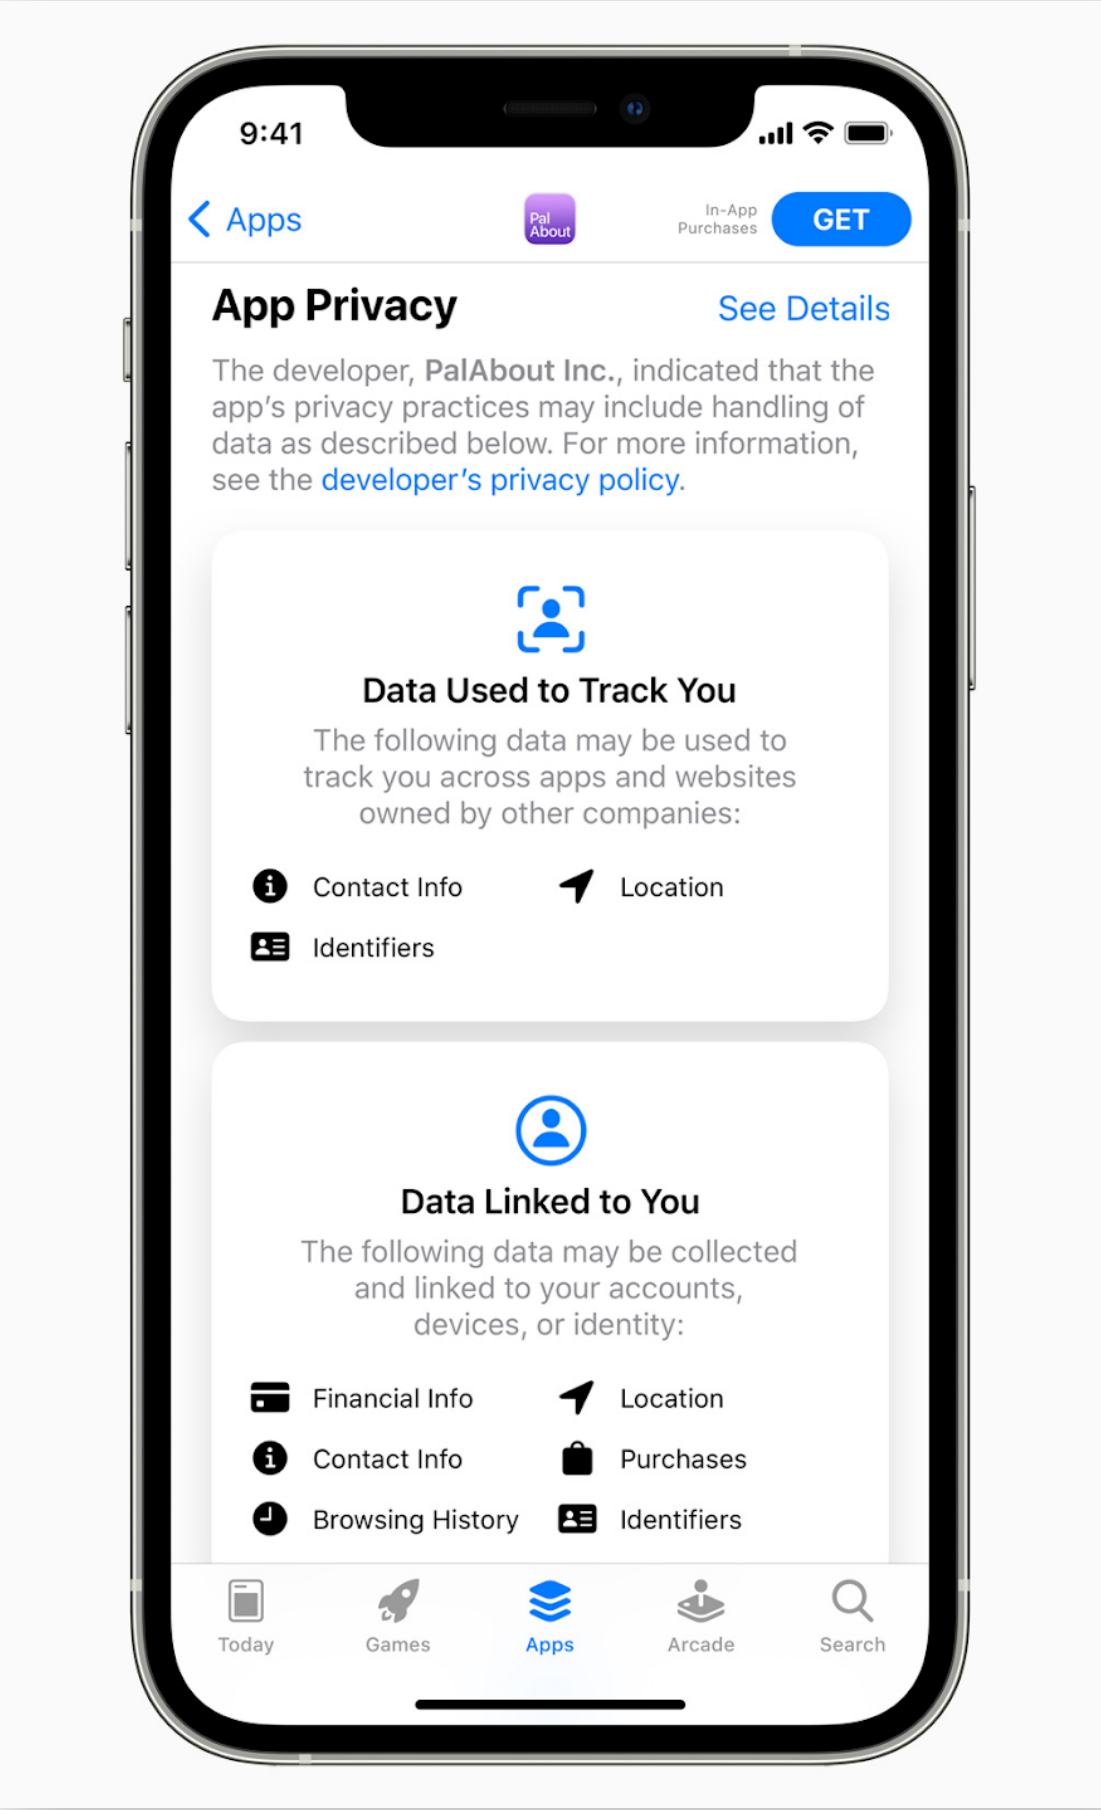 9:41
Apps
Pal
About
In-App
Purchases
GET
App Privacy
See Details
The developer, PalAbout Inc., indicated that the
app’s privacy practices may include handling of
data as described below. For more information,
see the developer’s privacy policy.
Data Used to Track You
The following data may be used to
track you across apps and websites
owned by other companies:
Contact Info
Location
Identifiers
Data Linked to You
The following data may be collected
and linked to your accounts,
devices, or identity:
Financial Info
Location
Contact Info
Purchases
Browsing History
Identifiers
Today
Games
Apps
Arcade
Search